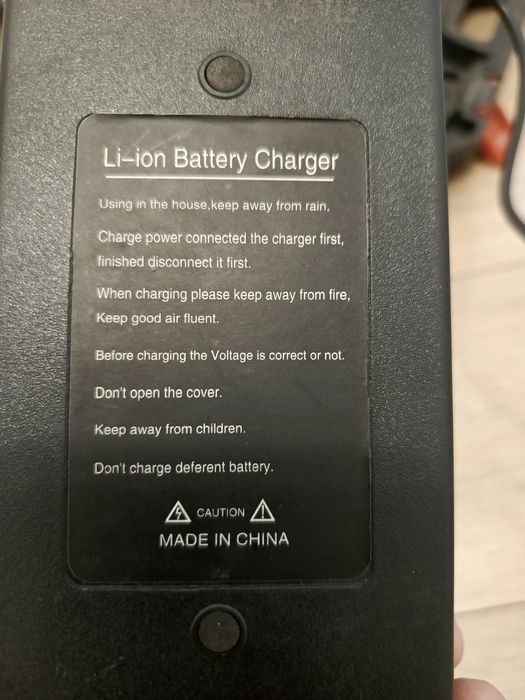 Li-ion Battery Charger
Using in the house,keep away from rain,
Charge power connected the charger first,
finished disconnect it first.
When charging please keep away from fire,
Keep good air fluent.
Before charging the Voltage is correct or not.
Don't open the cover.
Keep away from children.
Don't charge deferent battery.
CAUTION
MADE IN CHINA